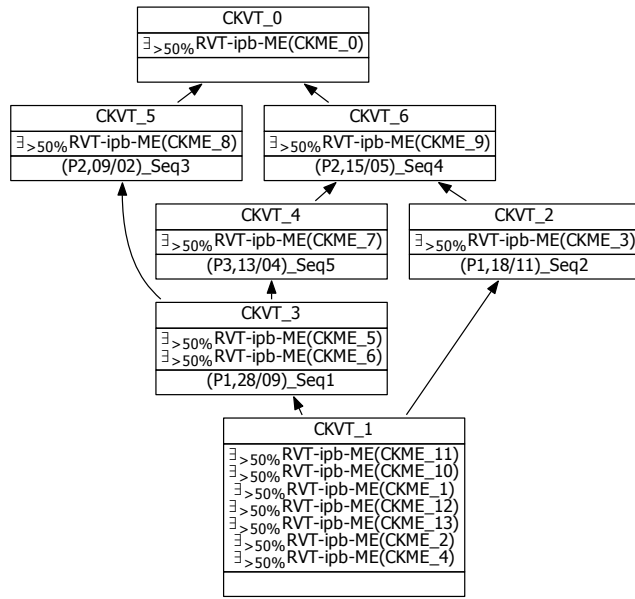 CKVT_0
∃>50%RVT-ipb-ME(CKME_0)
CKVT_5
∃>50%RVT-ipb-ME(CKME_8)
(P2,09/02)_Seq3
CKVT_6
∃>50%RVT-ipb-ME(CKME_9)
(P2,15/05)_Seq4
CKVT_4
∃>50%RVT-ipb-ME(CKME_7)
(P3,13/04)_Seq5
CKVT_2
∃>50%RVT-ipb-ME(CKME_3)
(P1,18/11)_Seq2
CKVT_3
∃>50%RVT-ipb-ME(CKME_5)
∃>50%RVT-ipb-ME(CKME_6)
(P1,28/09)_Seq1
CKVT_1
∃>50%RVT-ipb-ME(CKME_11)
∃>50%RVT-ipb-ME(CKME_10)
∃>50%RVT-ipb-ME(CKME_1)
∃>50%RVT-ipb-ME(CKME_12)
∃>50%RVT-ipb-ME(CKME_13)
∃>50%RVT-ipb-ME(CKME_2)
∃>50%RVT-ipb-ME(CKME_4)